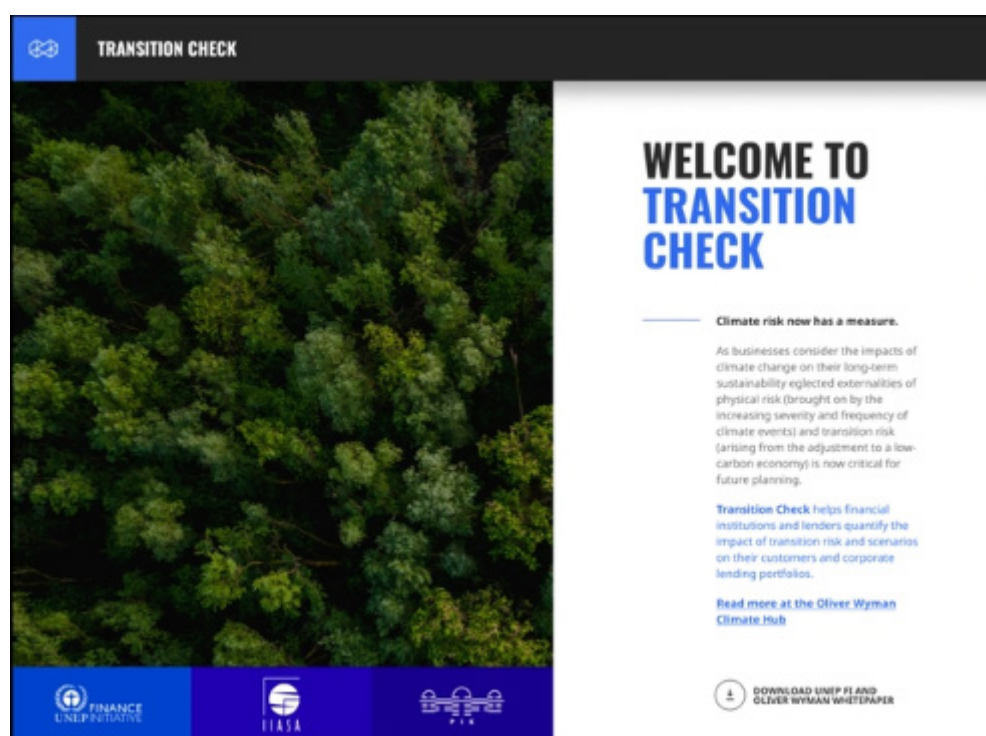 TRANSITION CHECK
WELCOME TO
TRANSITION
CHECK
Climate risk now has a measure.
As businesses consider the impacts of
climate change on their long-term
sustainability eglected externalities of
physical risk (brought on by the
increasing severity and frequency of
climate events) and transition risk
(arising from the adjustment to a low-
carbon economy) is now critical for
future planning.
Transition Check helps financial
institutions and lenders quantify the
impact of transition risk and scenarios
on their customers and corporate
lending portfolios.
Read more at the Oliver Wyman
Climate Hub
DOWNLOAD UNEP FI AND
OLIVER WYMAN WHITEPAPER
FINANCE
UNEP INITIATIVE
IIASA
PIK